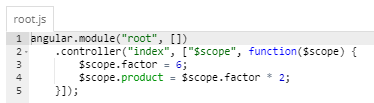 root.js
1 angular.module("root", [])
2 .controller("index", ["$scope", function($scope) {
3 $scope.factor = 6;
4 $scope.product = $scope.factor * 2;
5 }]);